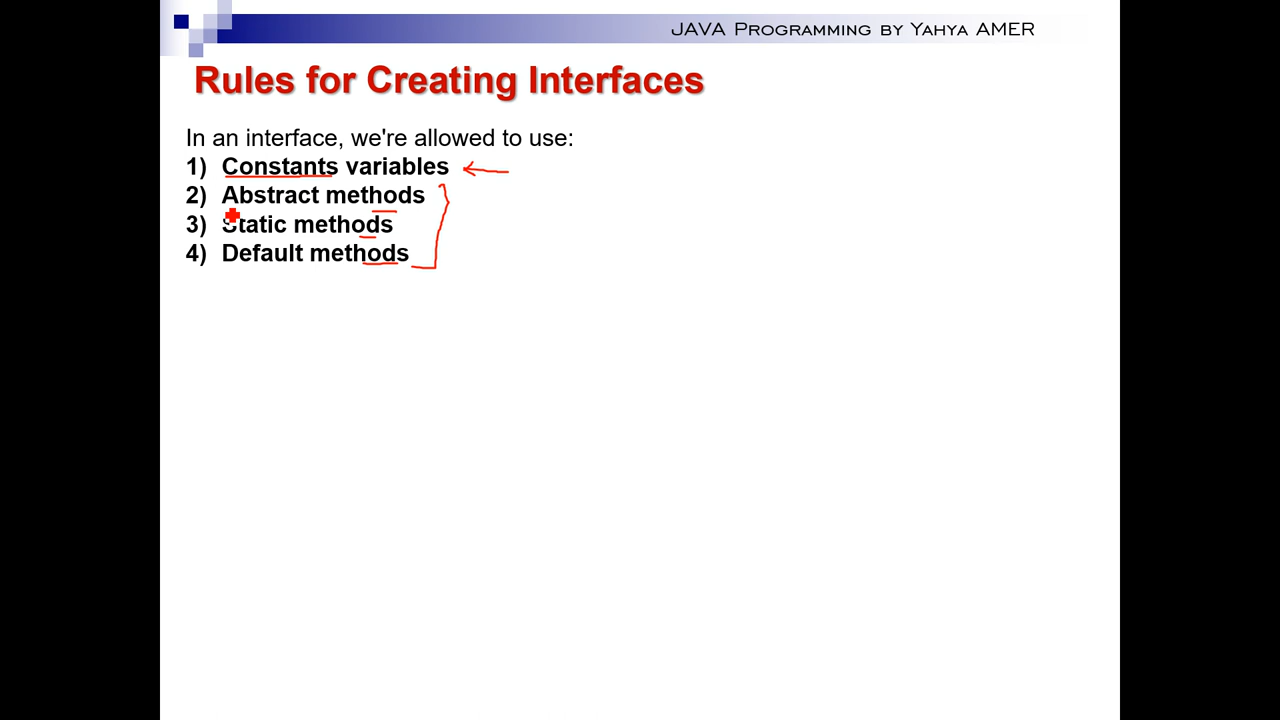 JAVA Programming by Yahya AMER
Rules for Creating Interfaces
In an interface, we're allowed to use:
1) Constants variables
2) Abstract methods
3) Static methods
4) Default methods